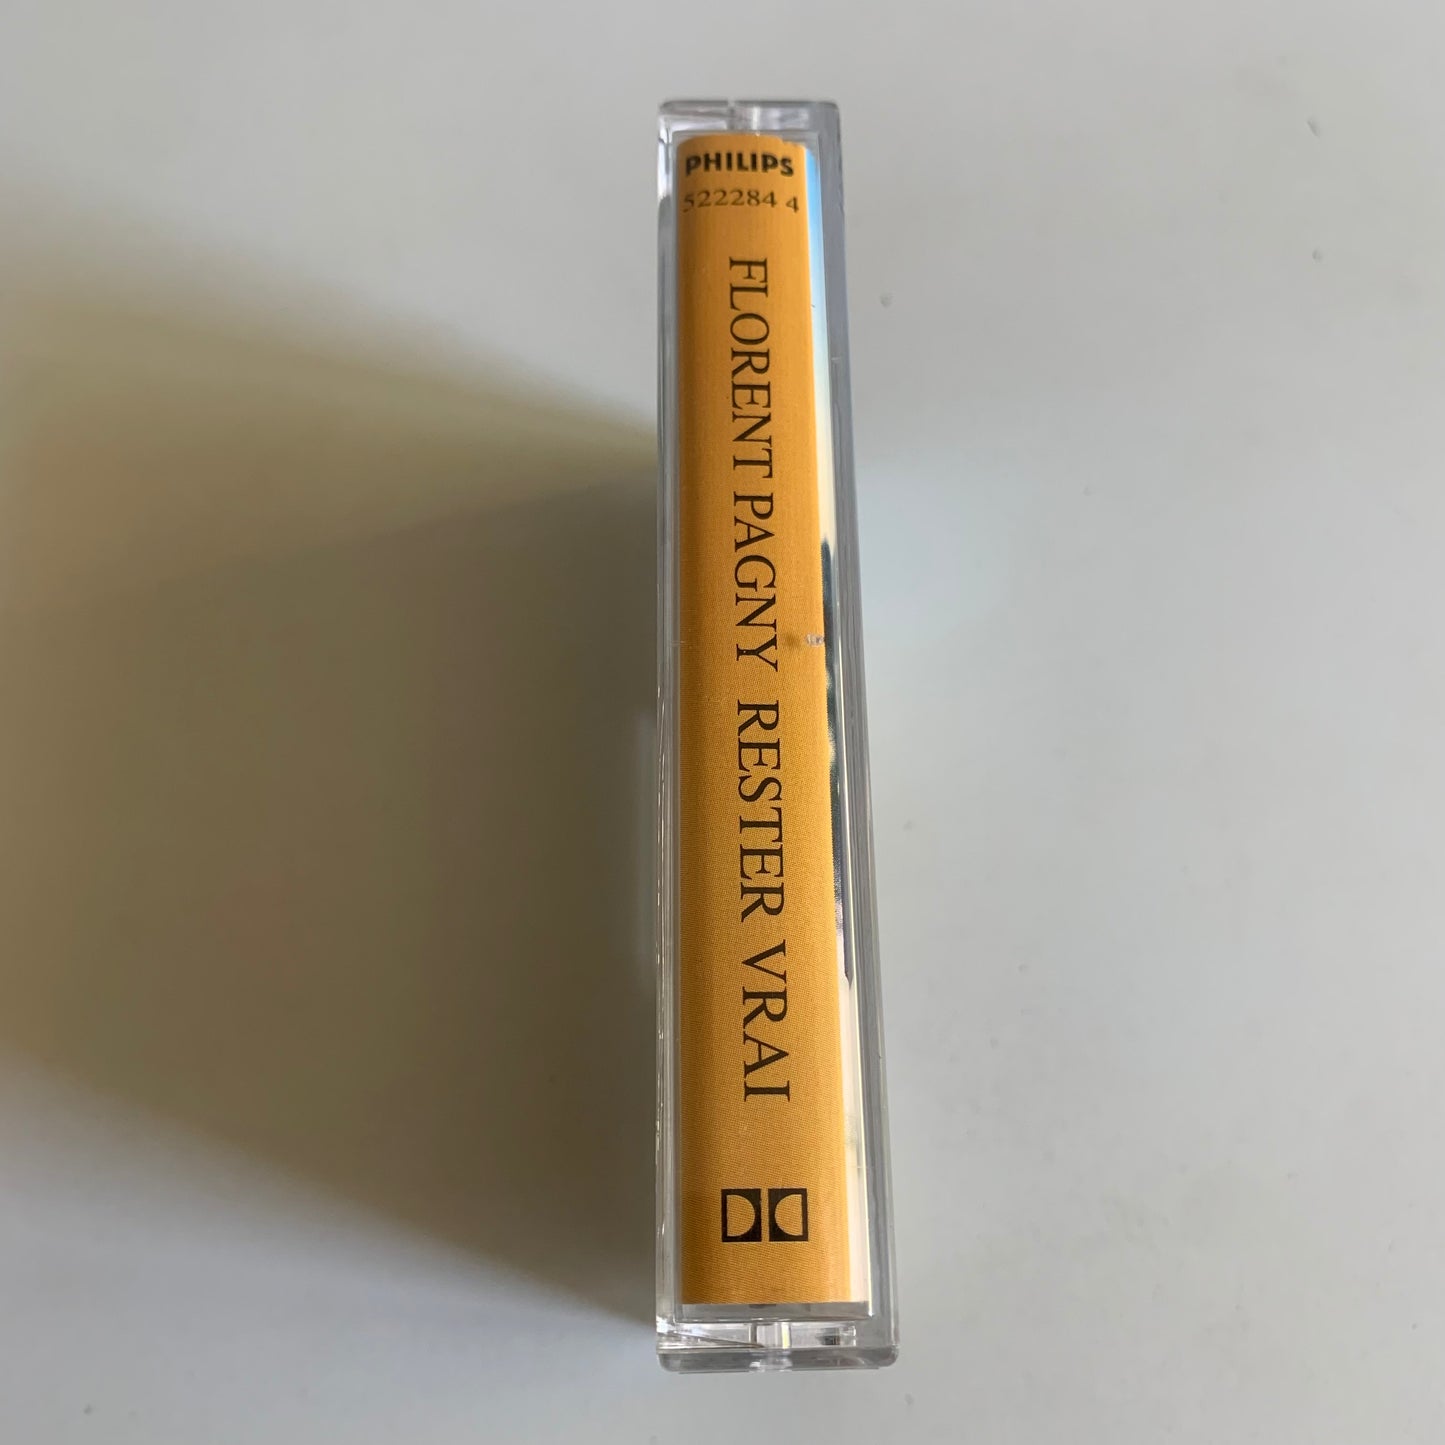 PHILIPS
522284 4
FLORENT PAGNY RESTER VRAI